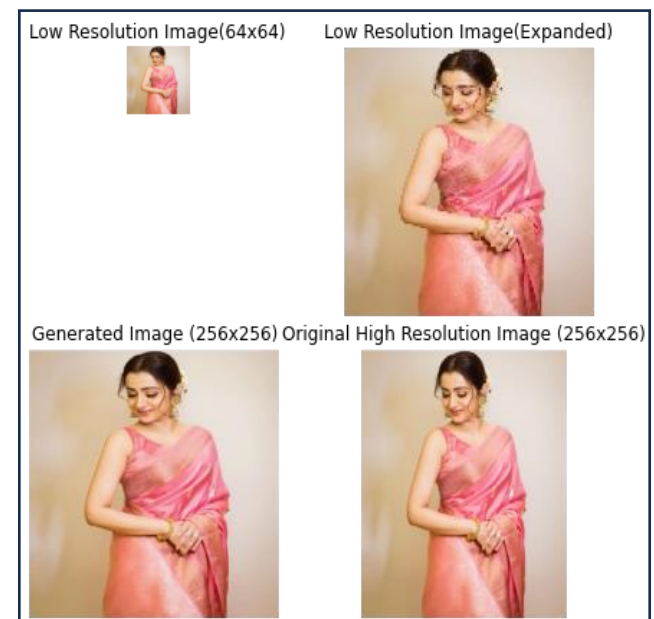 Low Resolution Image(64x64)
Low Resolution Image(Expanded)
Generated Image (256x256)
Original High Resolution Image (256x256)